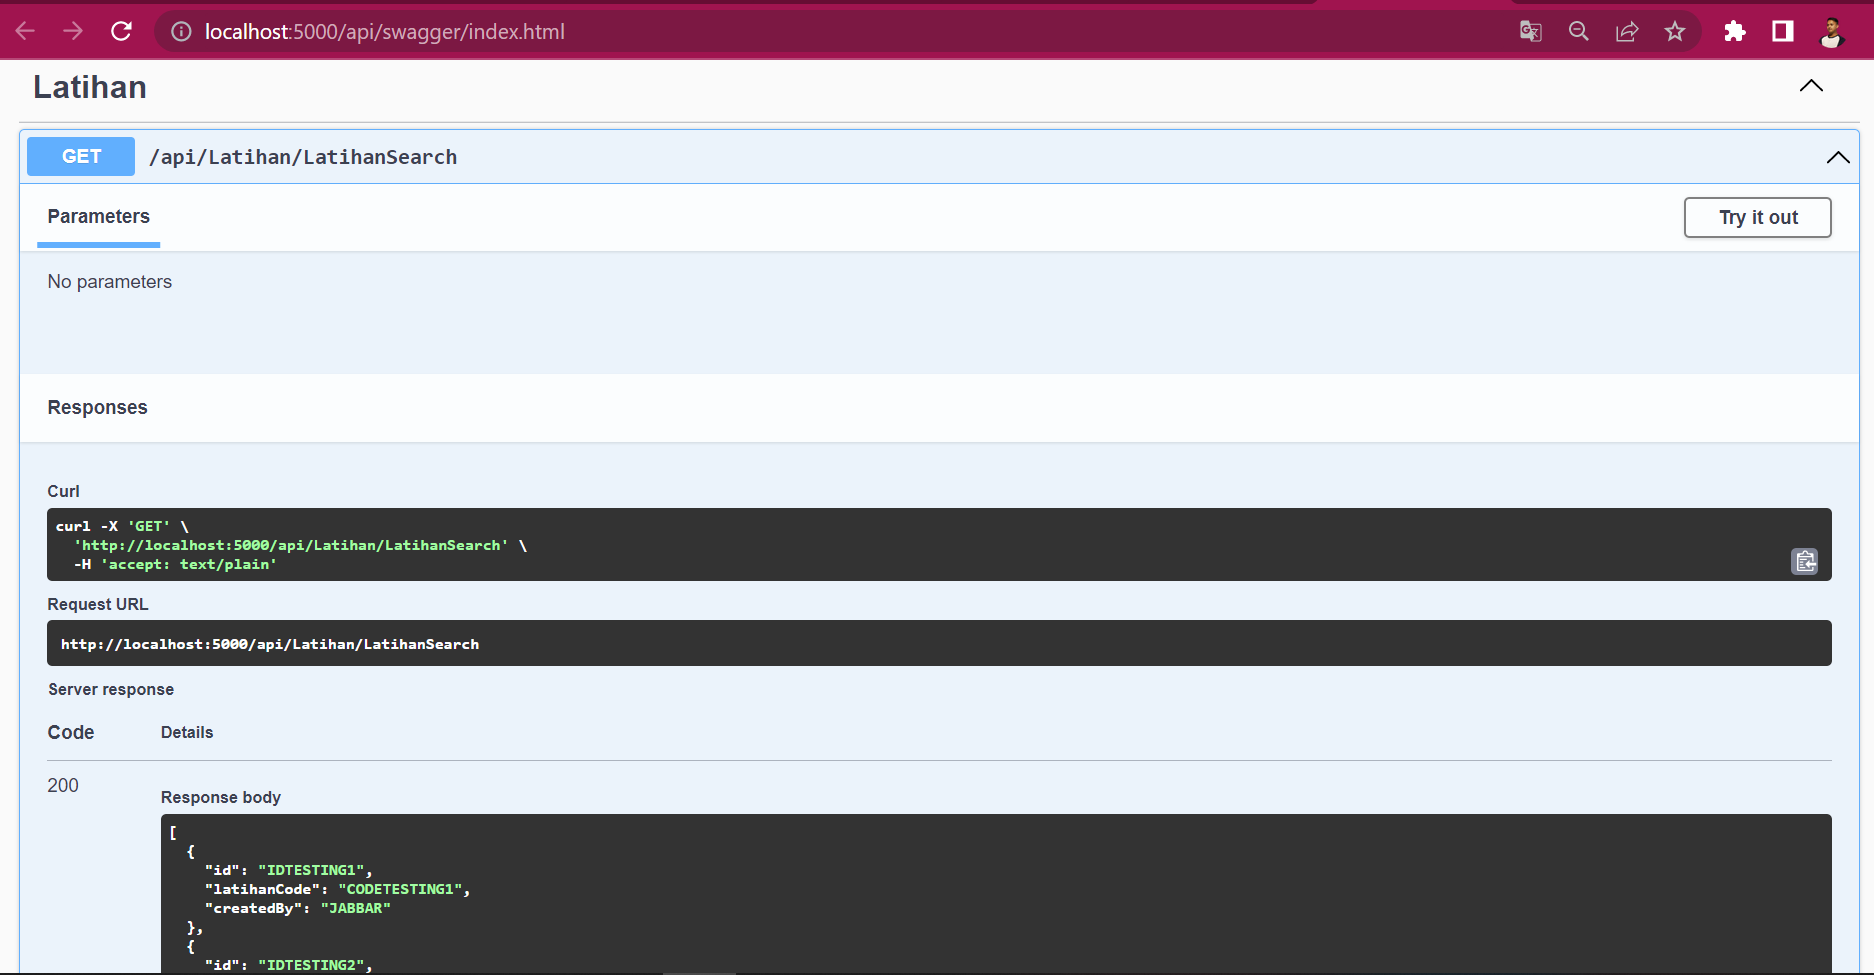 localhost:5000/api/swagger/index.html
Latihan
GET /api/Latihan/LatihanSearch
Parameters
Try it out
No parameters
Responses
Curl
curl -X 'GET' \
'http://localhost:5000/api/Latihan/LatihanSearch' \
-H 'accept: text/plain'
Request URL
http://localhost:5000/api/Latihan/LatihanSearch
Server response
Code Details
200
Response body
[
{
"id": "IDTESTING1",
"latihanCode": "CODETESTING1",
"createdBy": "JABBAR"
},
{
"id": "IDTESTING2",